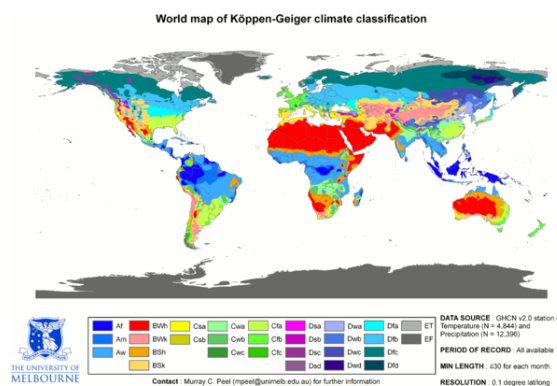 World map of Köppen-Geiger climate classification
Af
Am
Aw
BWh
BWk
BSh
BSk
Csa
Csb
Cwa
Cwb
Cwc
Cfa
Cfb
Cfc
Dsa
Dsb
Dsc
Dsd
Dwa
Dwb
Dwc
Dwd
Dfa
Dfb
Dfc
Dfd
ET
EF
THE UNIVERSITY OF
MELBOURNE
Contact : Murray C. Peel (mpeel@unimelb.edu.au) for further information
DATA SOURCE : GHCN v2.0 station
Temperature (N = 4,844) and
Precipitation (N = 12,396)
PERIOD OF RECORD : All available
MIN LENGTH : ≥30 for each month
RESOLUTION : 0.1 degree lat/long